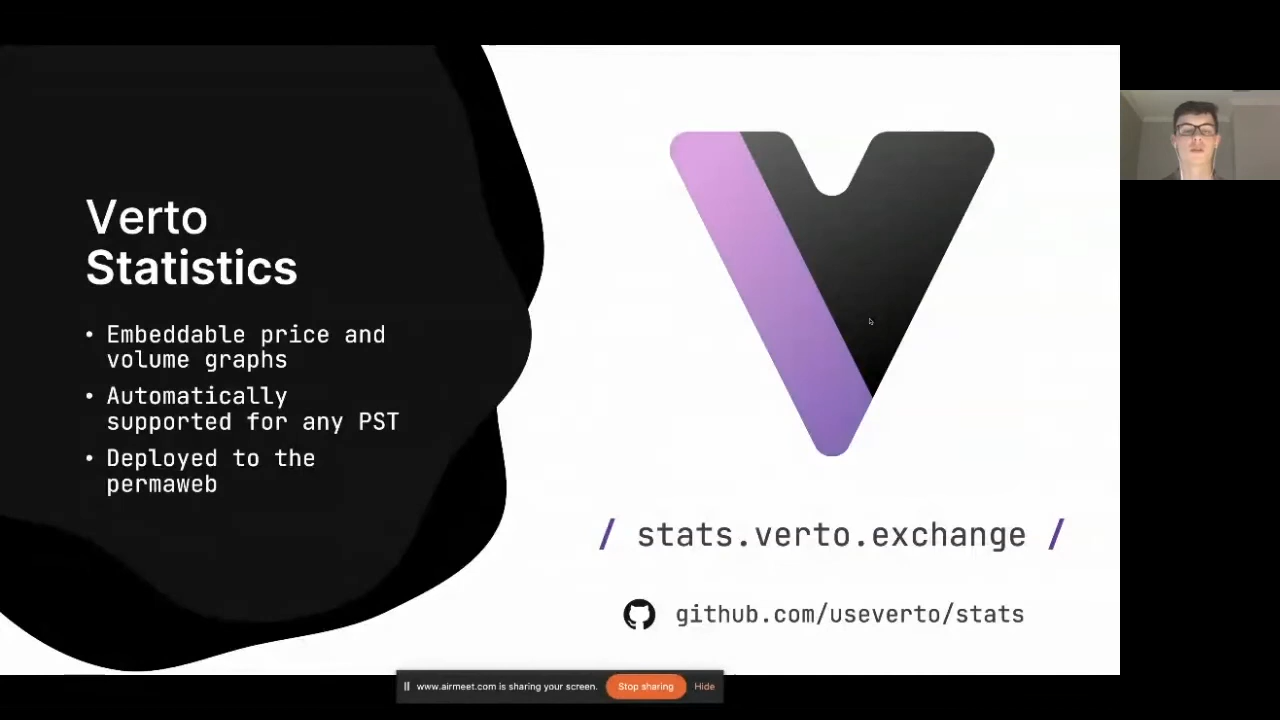 Verto
Statistics
• Embeddable price and
volume graphs
• Automatically
supported for any PST
• Deployed to the
permaweb
/ stats.verto.exchange /
github.com/useverto/stats
www.airmeet.com is sharing your screen. Stop sharing Hide